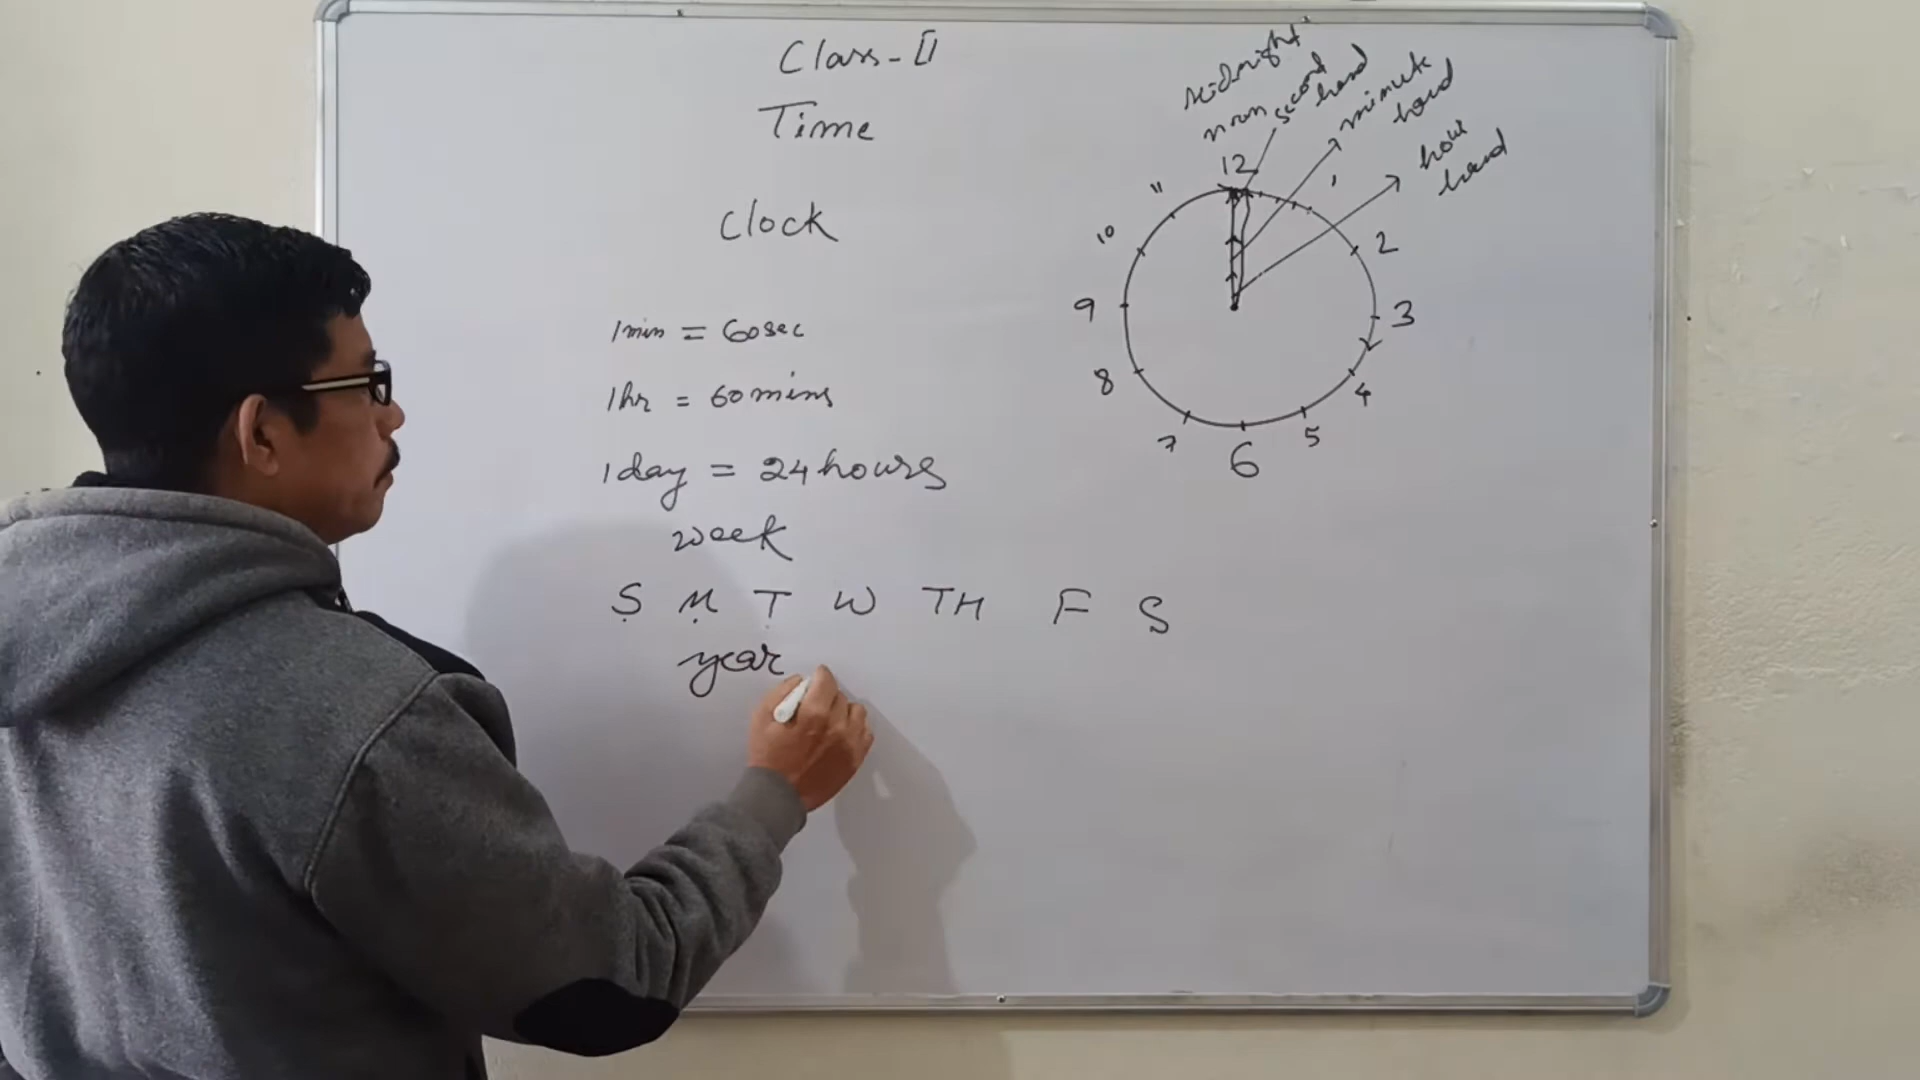 Class-II
Time
Clock
1min = 60sec
1hr = 60mins
1day = 24hours
week
S M T W TH F S
year
midnight
noon
second hand
minute hand
hour hand
12
11
1
10
2
9
3
8
4
7
5
6